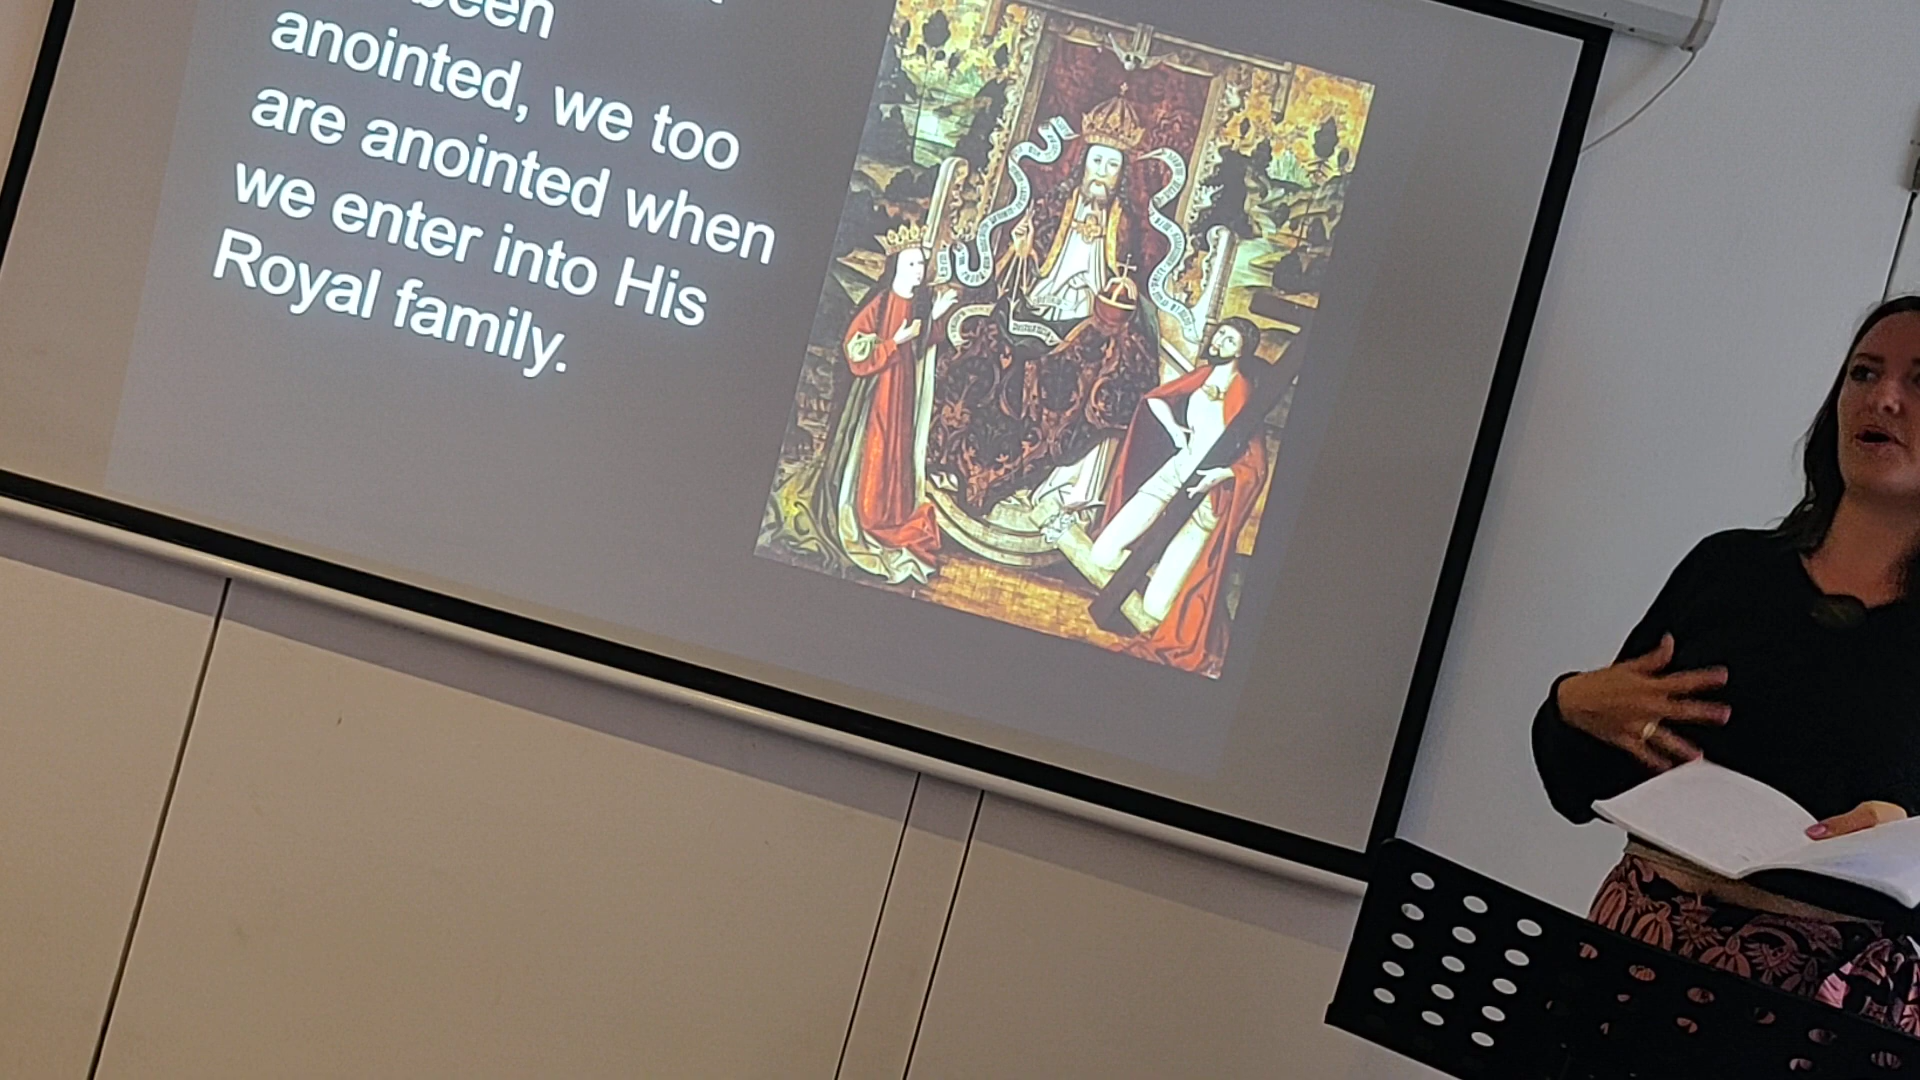 been
anointed, we too
are anointed when
we enter into His
Royal family.